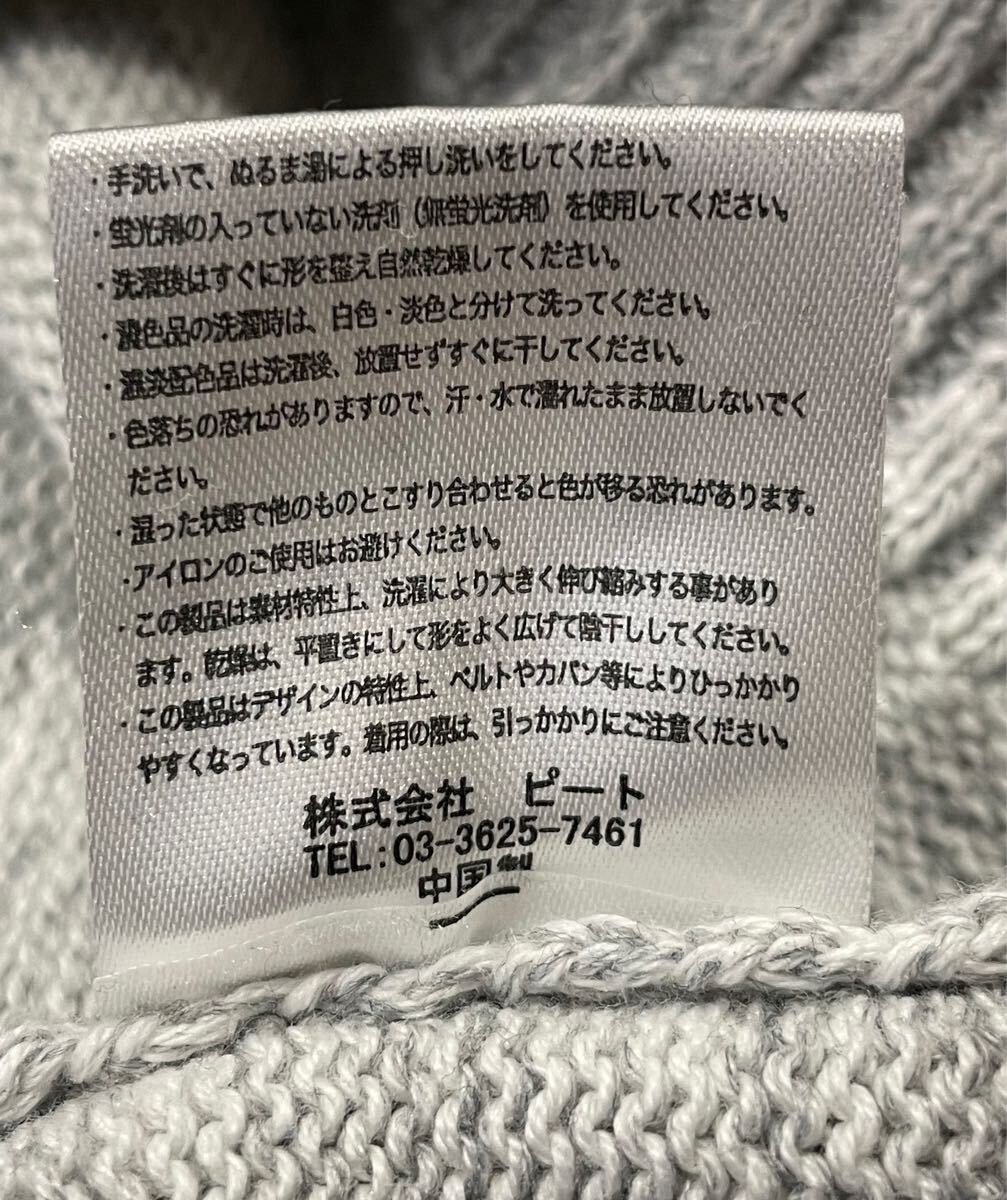 ・手洗いで、ぬるま湯による押し洗いをしてください。
・蛍光剤の入っていない洗剤（無蛍光洗剤）を使用してください。
・洗濯後はすぐに形を整え自然乾燥してください。
・濃色品の洗濯時は、白色・淡色と分けて洗ってください。
・濃淡配色品は洗濯後、放置せずすぐに干してください。
・色落ちの恐れがありますので、汗・水で濡れたまま放置しないでく
ださい。
・湿った状態で他のものとこすり合わせると色が移る恐れがあります。
・アイロンのご使用はお避けください。
・この製品は素材特性上、洗濯により大きく伸び縮みする事があり
ます。乾燥は、平置きにして形をよく広げて陰干ししてください。
・この製品はデザインの特性上、ベルトやカバン等によりひっかかり
やすくなっています。着用の際は、引っかかりにご注意ください。
株式会社　ピート
TEL:03-3625-7461
中国製